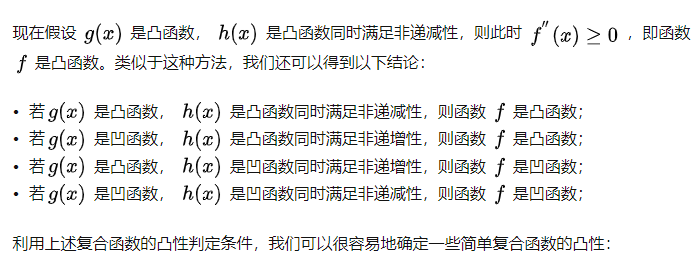 现在假设 g(x) 是凸函数， h(x) 是凸函数同时满足非递减性，则此时 f''(x) ≥ 0 ，即函数
f 是凸函数。类似于这种方法，我们还可以得到以下结论：
• 若g(x) 是凸函数， h(x) 是凸函数同时满足非递减性，则函数 f 是凸函数；
• 若g(x) 是凹函数， h(x) 是凸函数同时满足非递增性，则函数 f 是凸函数；
• 若g(x) 是凸函数， h(x) 是凹函数同时满足非递增性，则函数 f 是凹函数；
• 若g(x) 是凹函数， h(x) 是凹函数同时满足非递减性，则函数 f 是凹函数；
利用上述复合函数的凸性判定条件，我们可以很容易地确定一些简单复合函数的凸性：